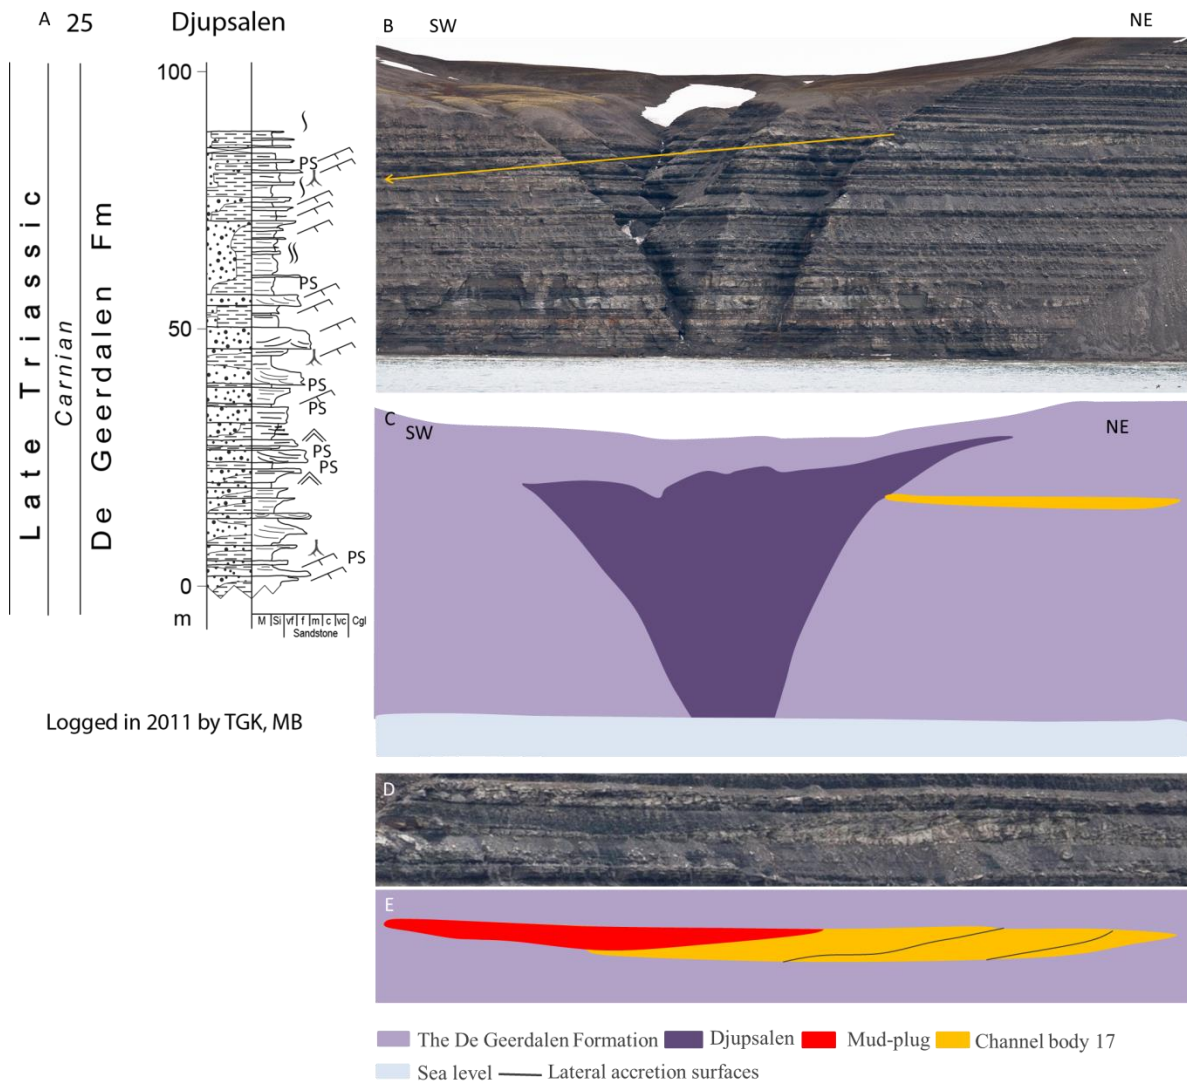 A 25 Djupsalen
Late Triassic
Carnian
De Geerdalen Fm
100
PS
PS
50
PS
PS
PS
PS
PS
0
m
M Si vf f m c vc Cgl
Sandstone
Logged in 2011 by TGK, MB
B SW NE
C SW NE
D
E
The De Geerdalen Formation Djupsalen Mud-plug Channel body 17
Sea level Lateral accretion surfaces